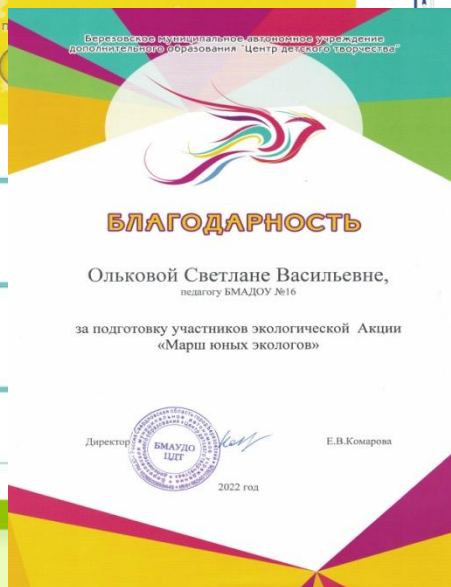 Березовское муниципальное автономное учреждение
дополнительного образования "Центр детского творчества"
БЛАГОДАРНОСТЬ
Ольковой Светлане Васильевне,
педагогу БМАДОУ №16
за подготовку участников экологической Акции
«Марш юных экологов»
Директор
БМАУДО
ЦДТ
Е.В.Комарова
2022 год